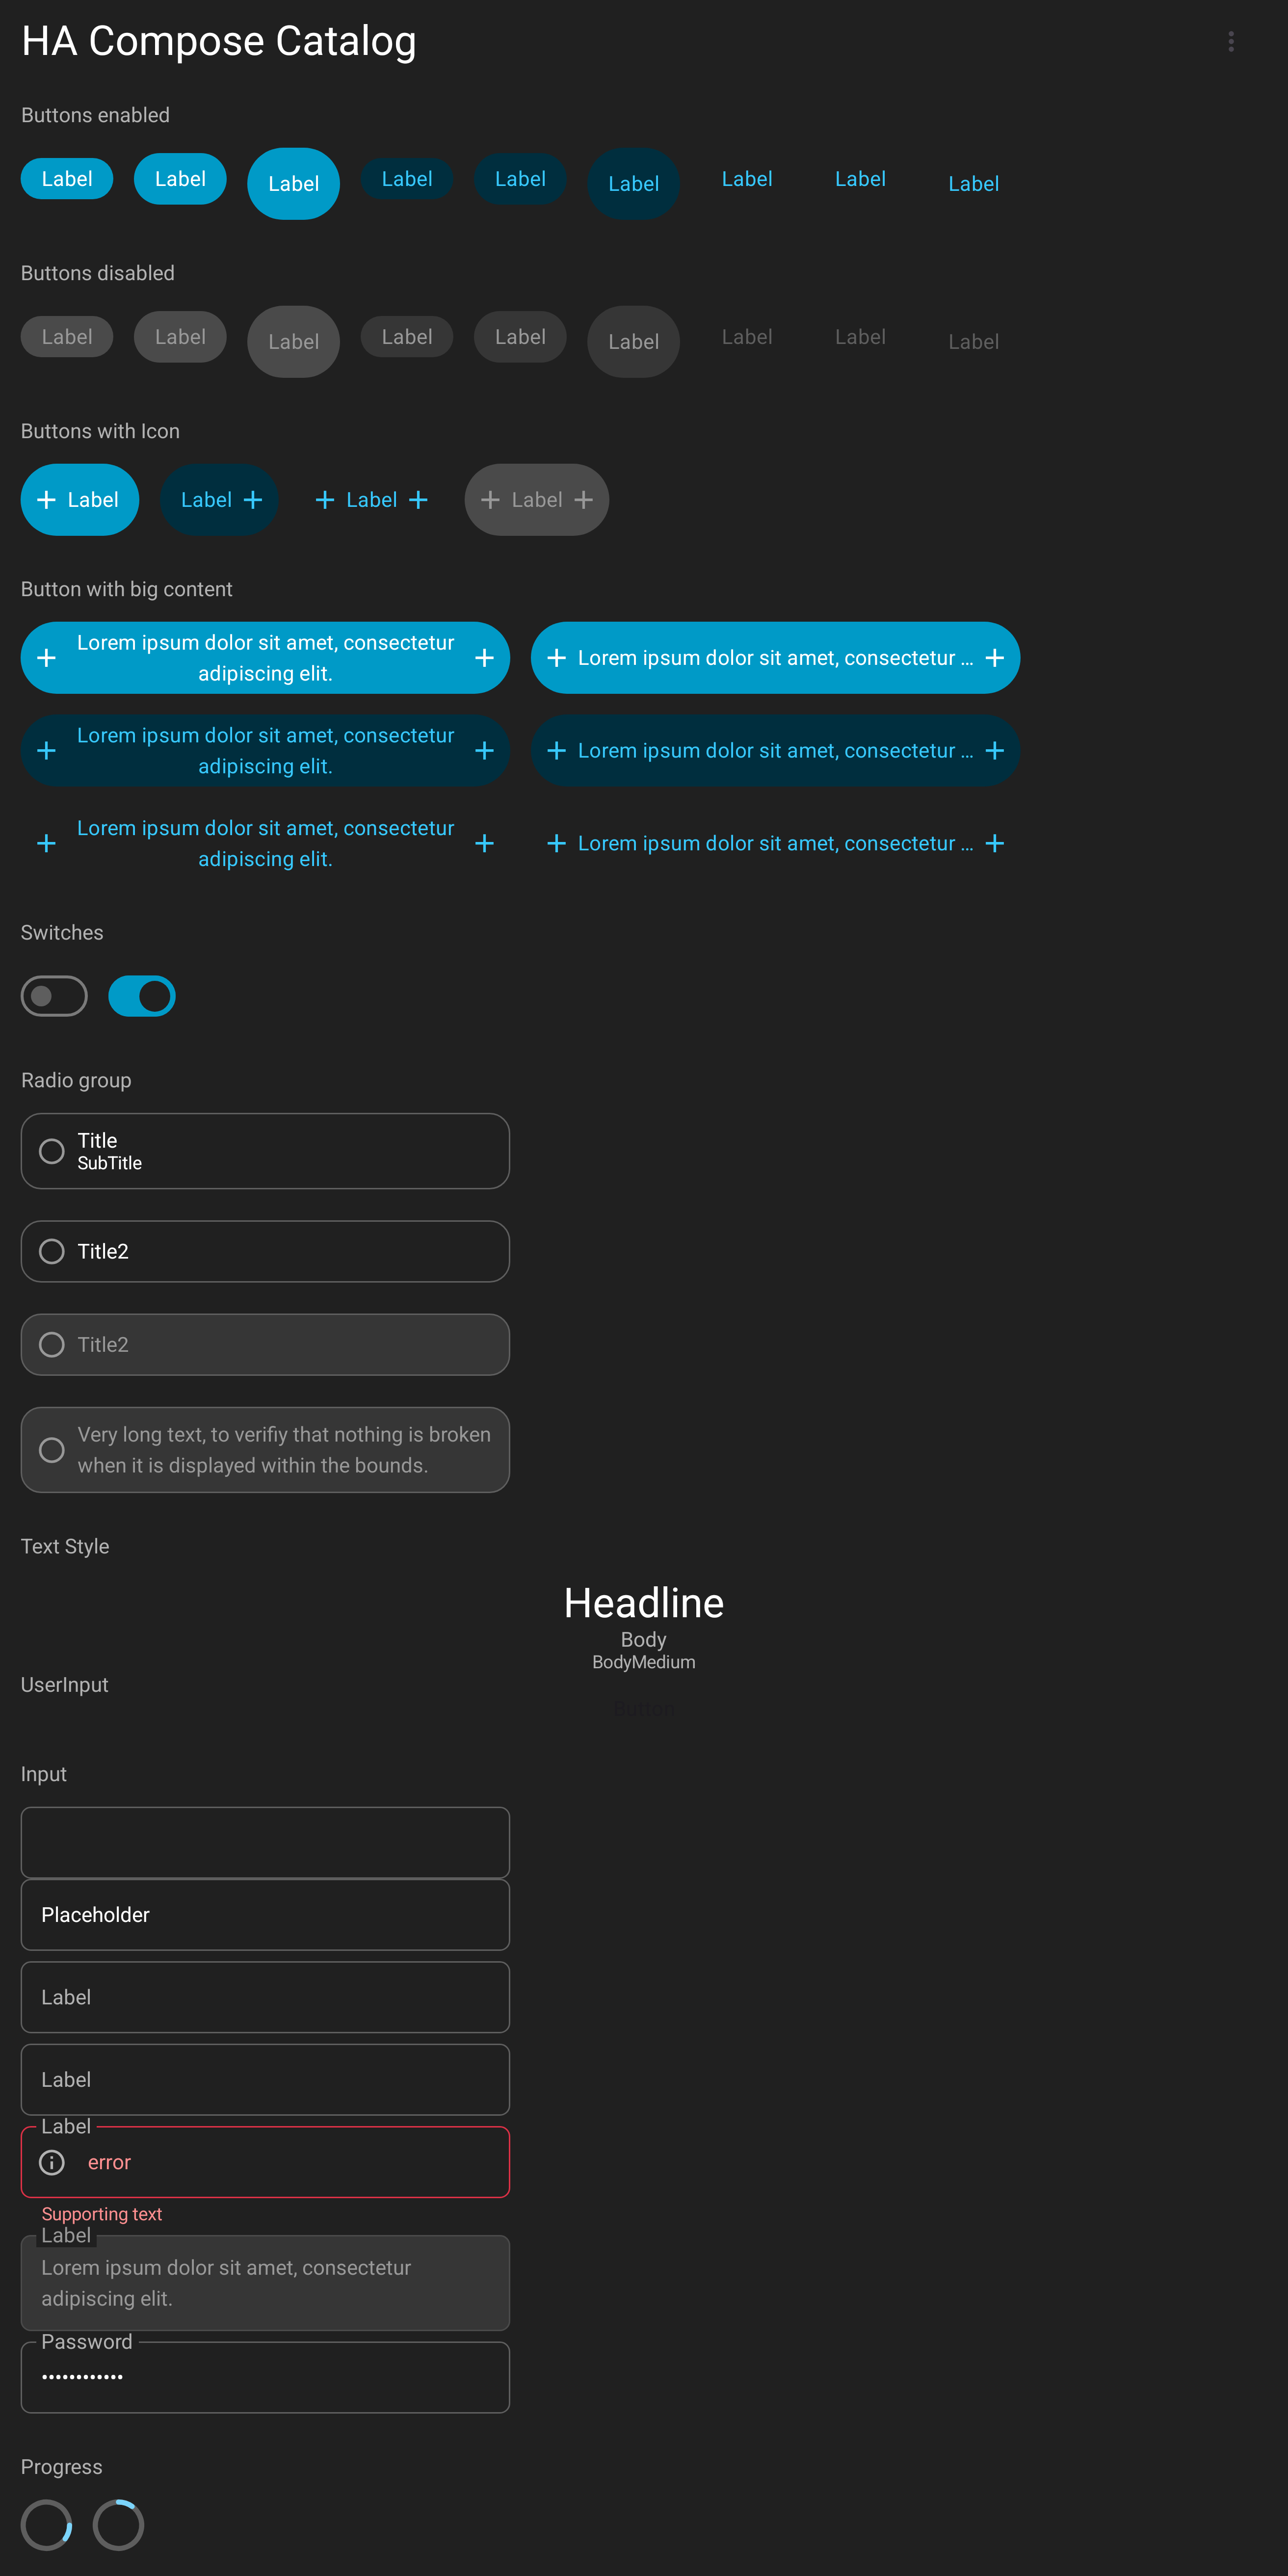 HA Compose Catalog
Buttons enabled
Label Label Label Label Label Label Label Label Label
Buttons disabled
Label Label Label Label Label Label Label Label Label
Buttons with Icon
Label Label Label Label
Button with big content
Lorem ipsum dolor sit amet, consectetur
adipiscing elit.
Lorem ipsum dolor sit amet, consectetur ...
Lorem ipsum dolor sit amet, consectetur
adipiscing elit.
Lorem ipsum dolor sit amet, consectetur ...
Lorem ipsum dolor sit amet, consectetur
adipiscing elit.
Lorem ipsum dolor sit amet, consectetur ...
Switches
Radio group
Title
SubTitle
Title2
Title2
Very long text, to verifiy that nothing is broken
when it is displayed within the bounds.
Text Style
Headline
Body
BodyMedium
UserInput
Button
Input
Placeholder
Label
Label
Label
error
Supporting text
Label
Lorem ipsum dolor sit amet, consectetur
adipiscing elit.
Password
••••••••••••
Progress